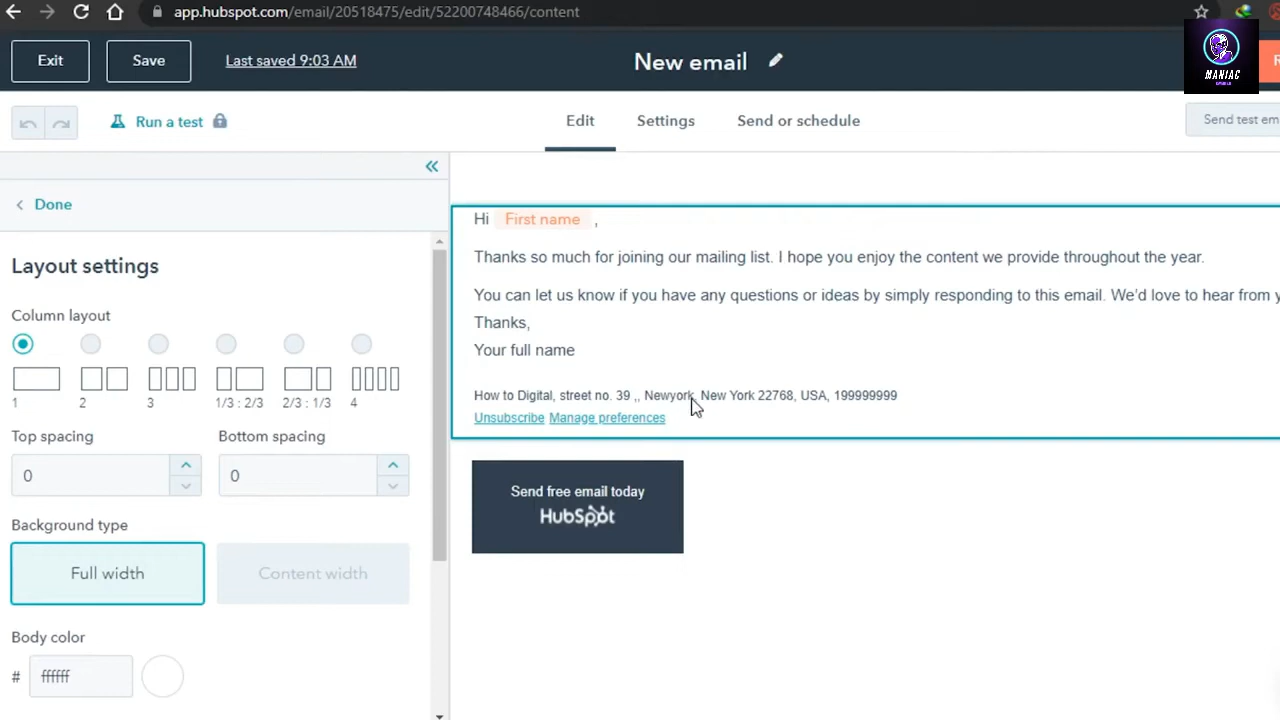 app.hubspot.com/email/20518475/edit/52200748466/content
Exit
Save
Last saved 9:03 AM
New email
MANIAC
R
Run a test
Edit
Settings
Send or schedule
Send test em
Done
Layout settings
Column layout
1
2
3
1/3 : 2/3
2/3 : 1/3
4
Top spacing
Bottom spacing
0
0
Background type
Full width
Content width
Body color
# ffffff
Hi First name ,
Thanks so much for joining our mailing list. I hope you enjoy the content we provide throughout the year.
You can let us know if you have any questions or ideas by simply responding to this email. We'd love to hear from y
Thanks,
Your full name
How to Digital, street no. 39 ,, Newyork, New York 22768, USA, 199999999
Unsubscribe Manage preferences
Send free email today
HubSpot